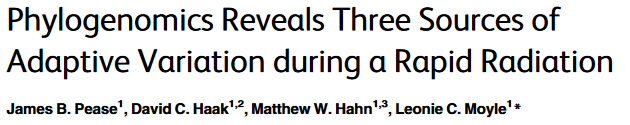 Phylogenomics Reveals Three Sources of
Adaptive Variation during a Rapid Radiation
James B. Pease1, David C. Haak1,2, Matthew W. Hahn1,3, Leonie C. Moyle1*